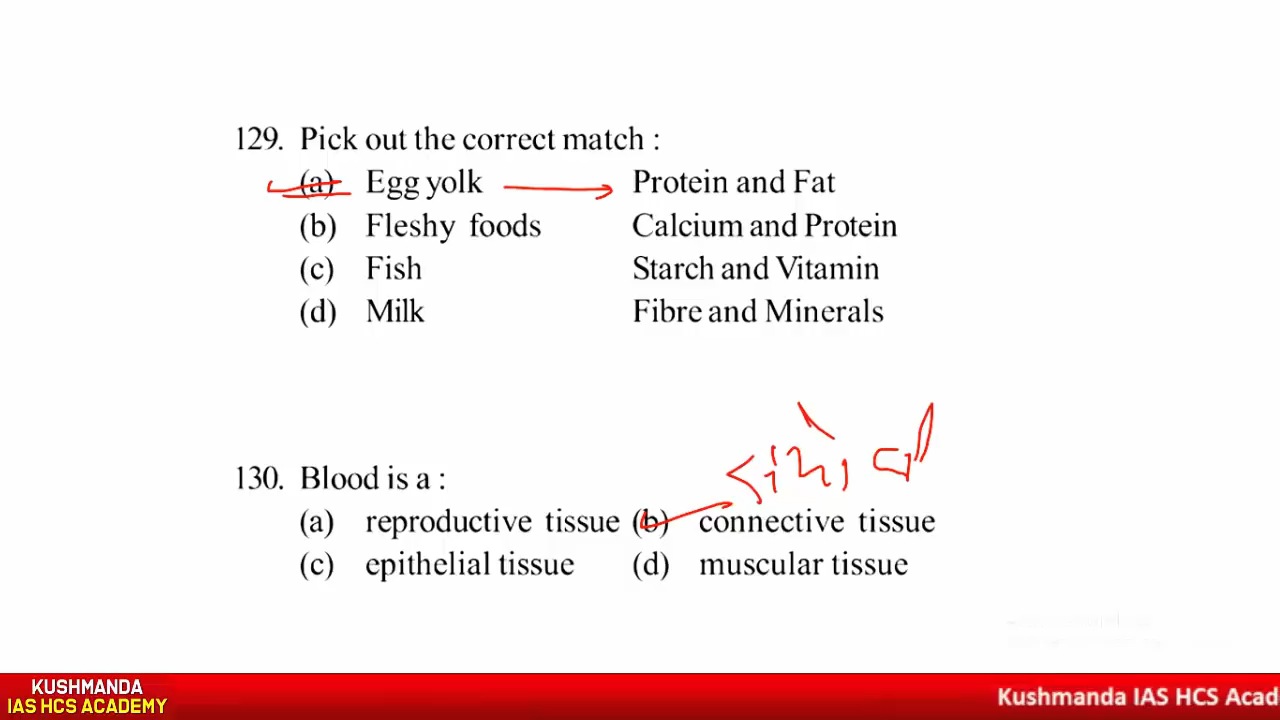 129. Pick out the correct match :
(a) Egg yolk Protein and Fat
(b) Fleshy foods Calcium and Protein
(c) Fish Starch and Vitamin
(d) Milk Fibre and Minerals
130. Blood is a :
(a) reproductive tissue (b) connective tissue
(c) epithelial tissue (d) muscular tissue
KUSHMANDA
IAS HCS ACADEMY
Kushmanda IAS HCS Acad